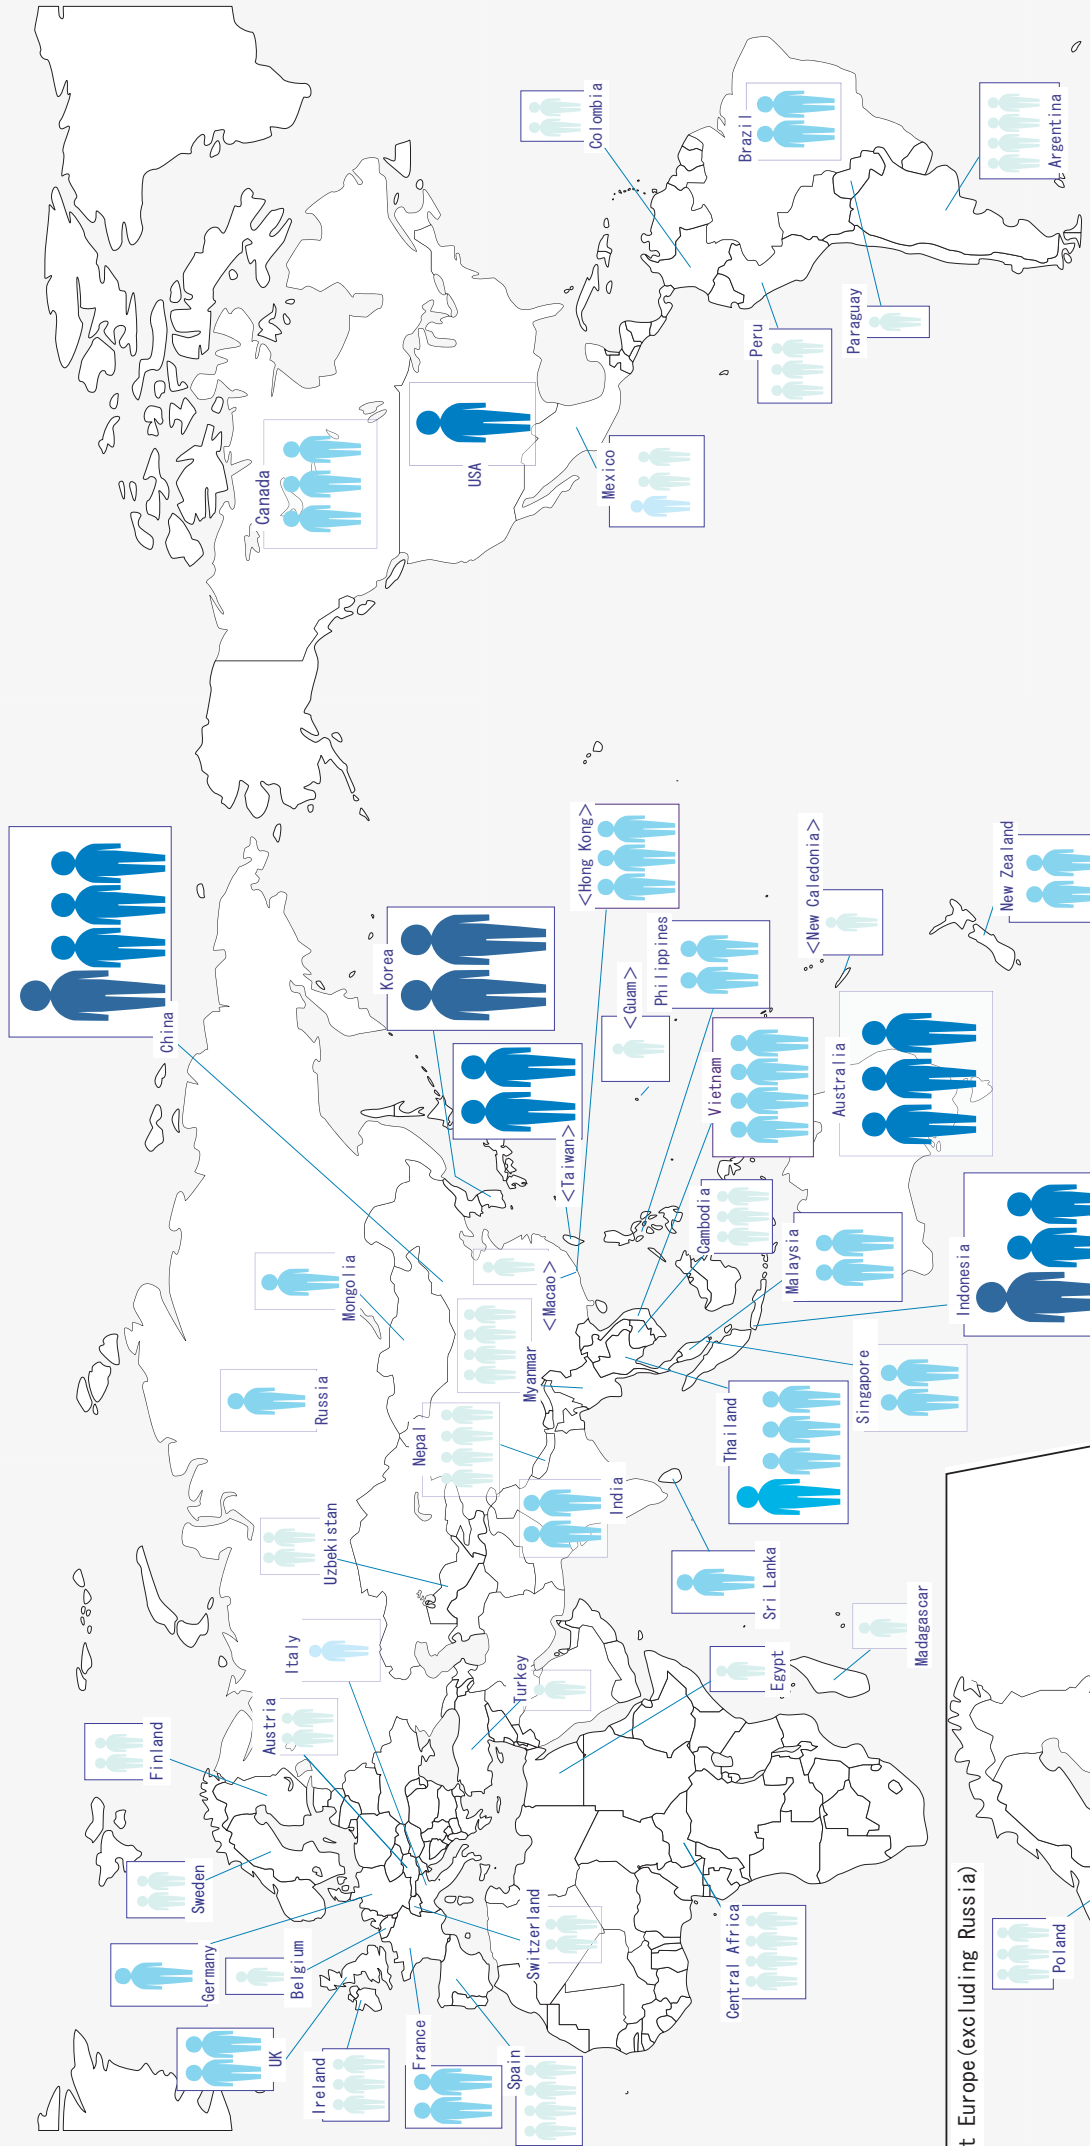 China
Korea
<Taiwan>
<Hong Kong>
<Guam>
Philippines
<New Caledonia>
New Zealand
Vietnam
Australia
Cambodia
Malaysia
Indonesia
Singapore
Thailand
<Macao>
Myanmar
Nepal
India
Sri Lanka
Mongolia
Russia
Uzbekistan
Italy
Austria
Finland
Sweden
Germany
Belgium
UK
Ireland
France
Spain
Switzerland
Turkey
Egypt
Madagascar
Central Africa
Canada
USA
Mexico
Colombia
Brazil
Peru
Paraguay
Argentina
t Europe(excluding Russia)
Poland